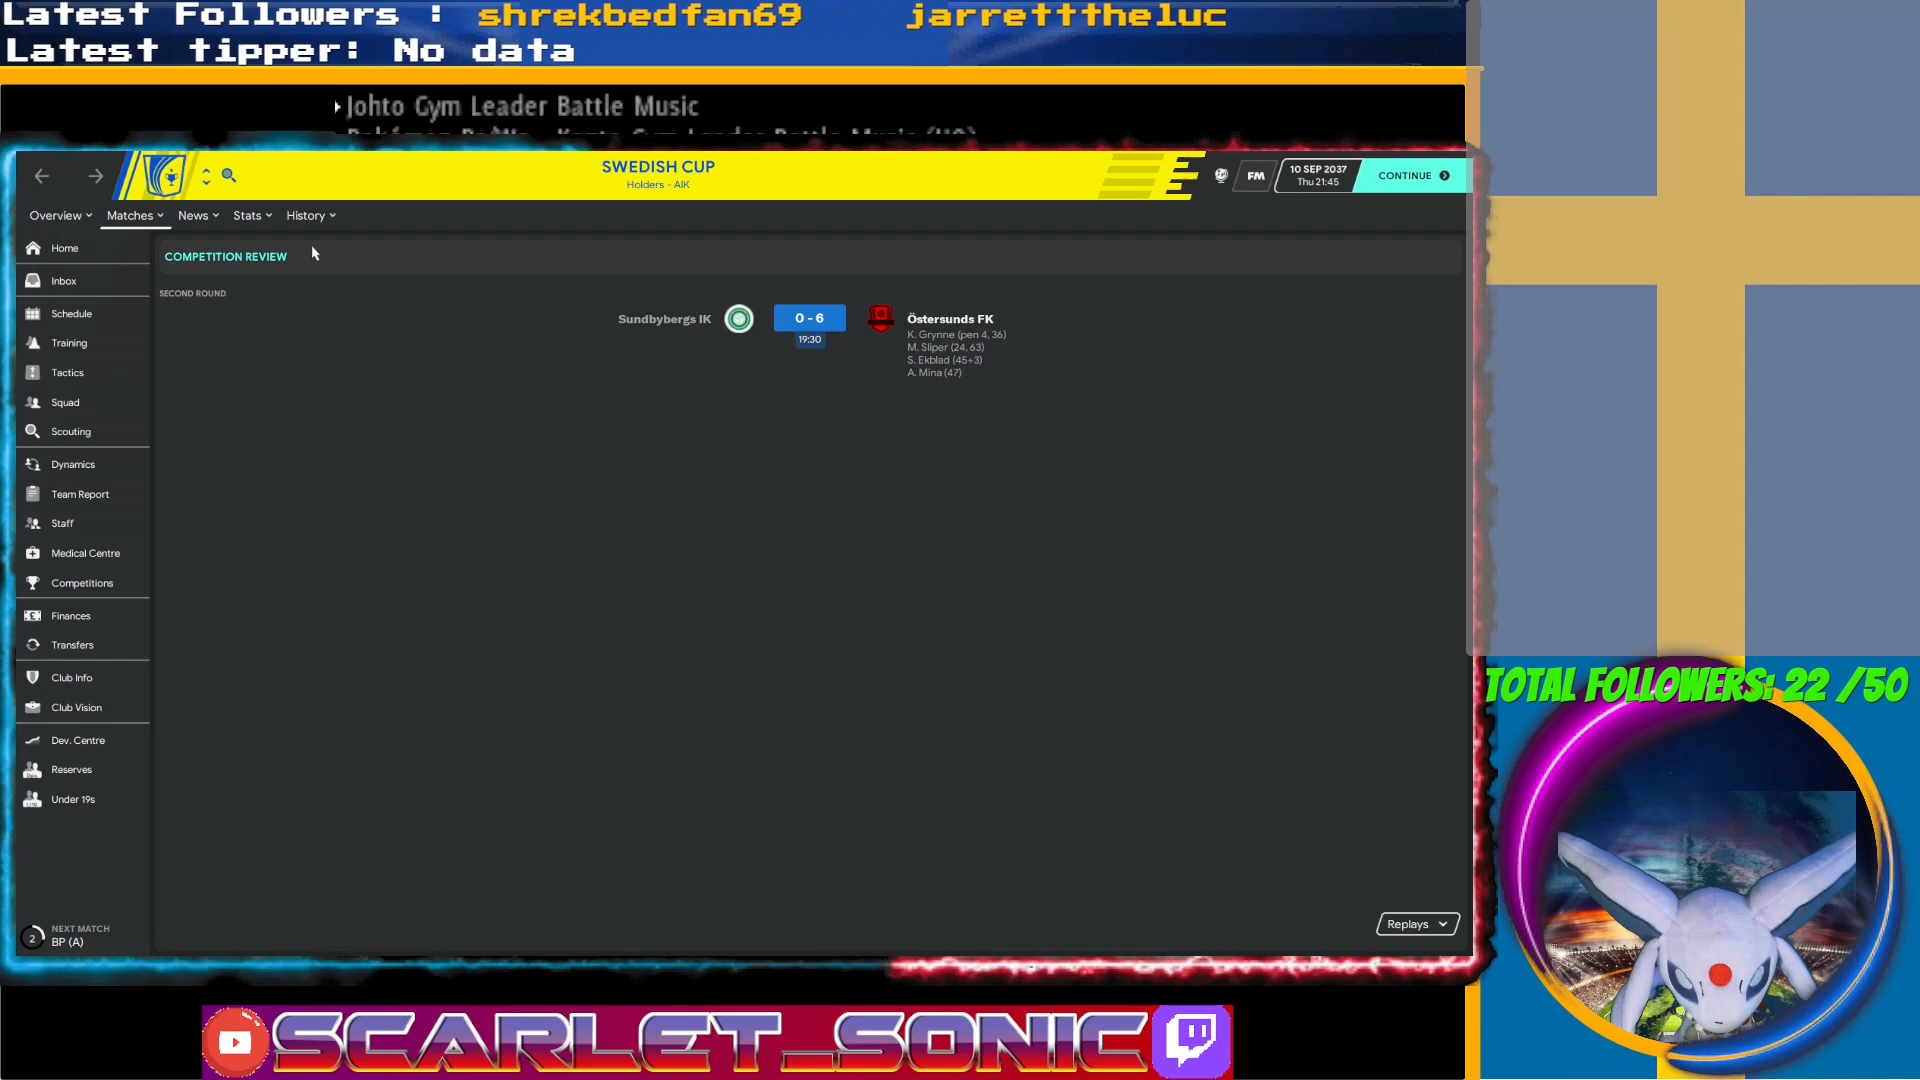 Latest Followers : shrekbedfan69 jarretttheluc
Latest tipper: No data
Johto Gym Leader Battle Music
SWEDISH CUP
Holders - AIK
FM
10 SEP 2037
Thu 21:45
CONTINUE
Overview Matches News Stats History
Home
COMPETITION REVIEW
Inbox
SECOND ROUND
Schedule
Sundbybergs IK 0 - 6 Östersunds FK
19:30
K. Grynne (pen 4, 36)
M. Sliper (24, 63)
S. Ekblad (45+3)
A. Mina (47)
Training
Tactics
Squad
Scouting
Dynamics
Team Report
Staff
Medical Centre
Competitions
Finances
Transfers
Club Info
Club Vision
Dev. Centre
Reserves
Under 19s
2
NEXT MATCH
BP (A)
Replays
TOTAL FOLLOWERS: 22 /50
SCARLET_SONIC